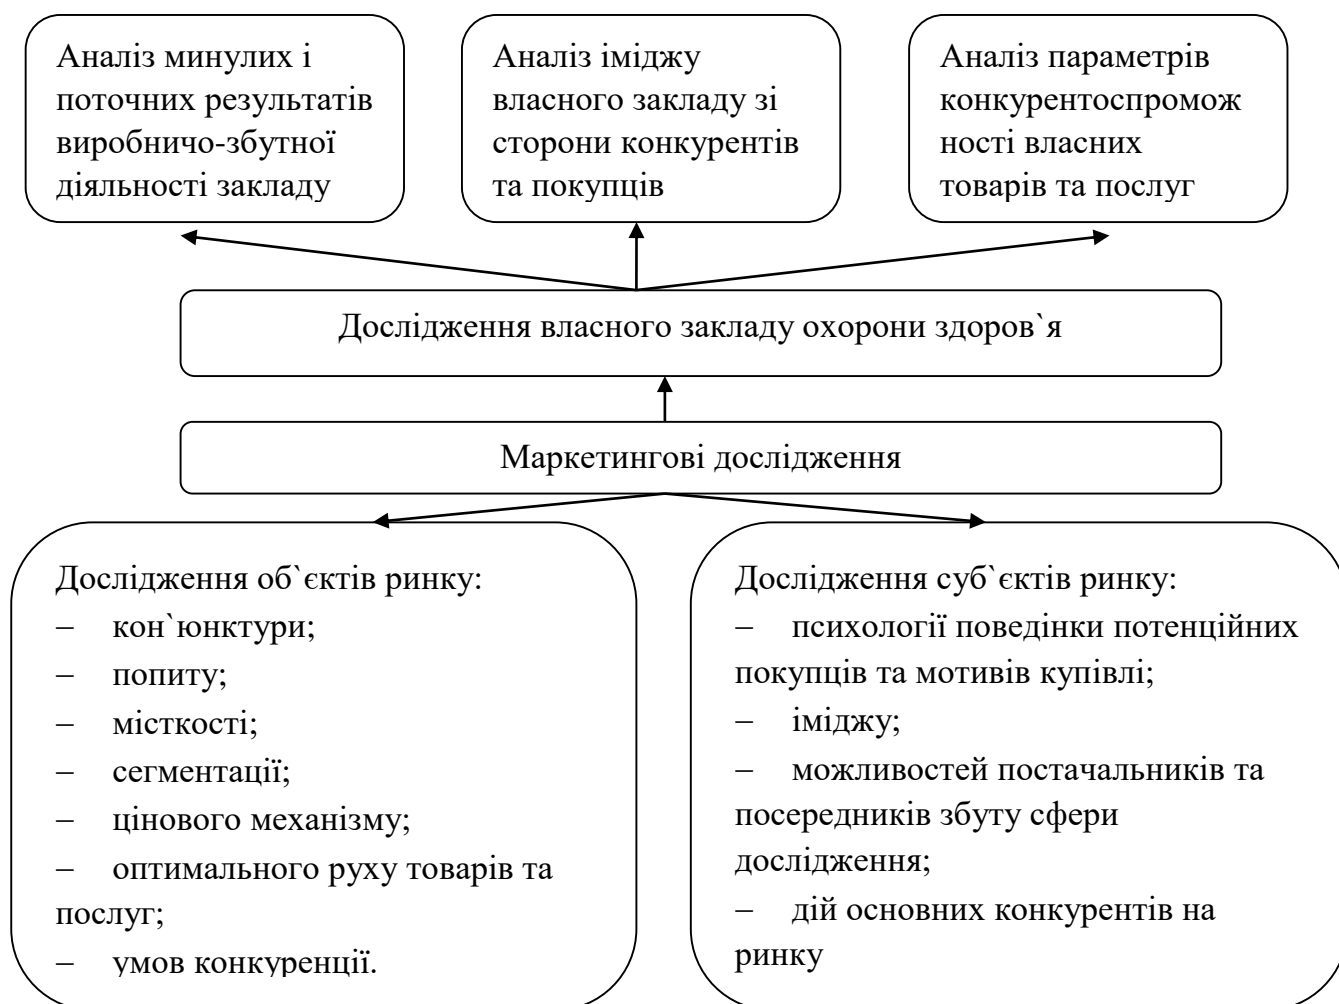 Аналіз минулих і
поточних результатів
виробничо-збутної
діяльності закладу
Аналіз іміджу
власного закладу зі
сторони конкурентів
та покупців
Аналіз параметрів
конкурентоспромож
ності власних
товарів та послуг
Дослідження власного закладу охорони здоров`я
Маркетингові дослідження
Дослідження об`єктів ринку:
– кон`юнктури;
– попиту;
– місткості;
– сегментації;
– цінового механізму;
– оптимального руху товарів та
послуг;
– умов конкуренції.
Дослідження суб`єктів ринку:
– психології поведінки потенційних
покупців та мотивів купівлі;
– іміджу;
– можливостей постачальників та
посередників збуту сфери
дослідження;
– дій основних конкурентів на
ринку